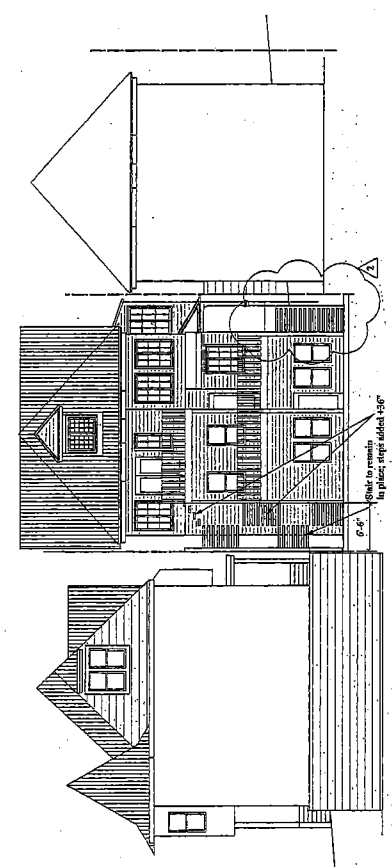 Stair to remain
in place; steps added +36"
6'-6"
2